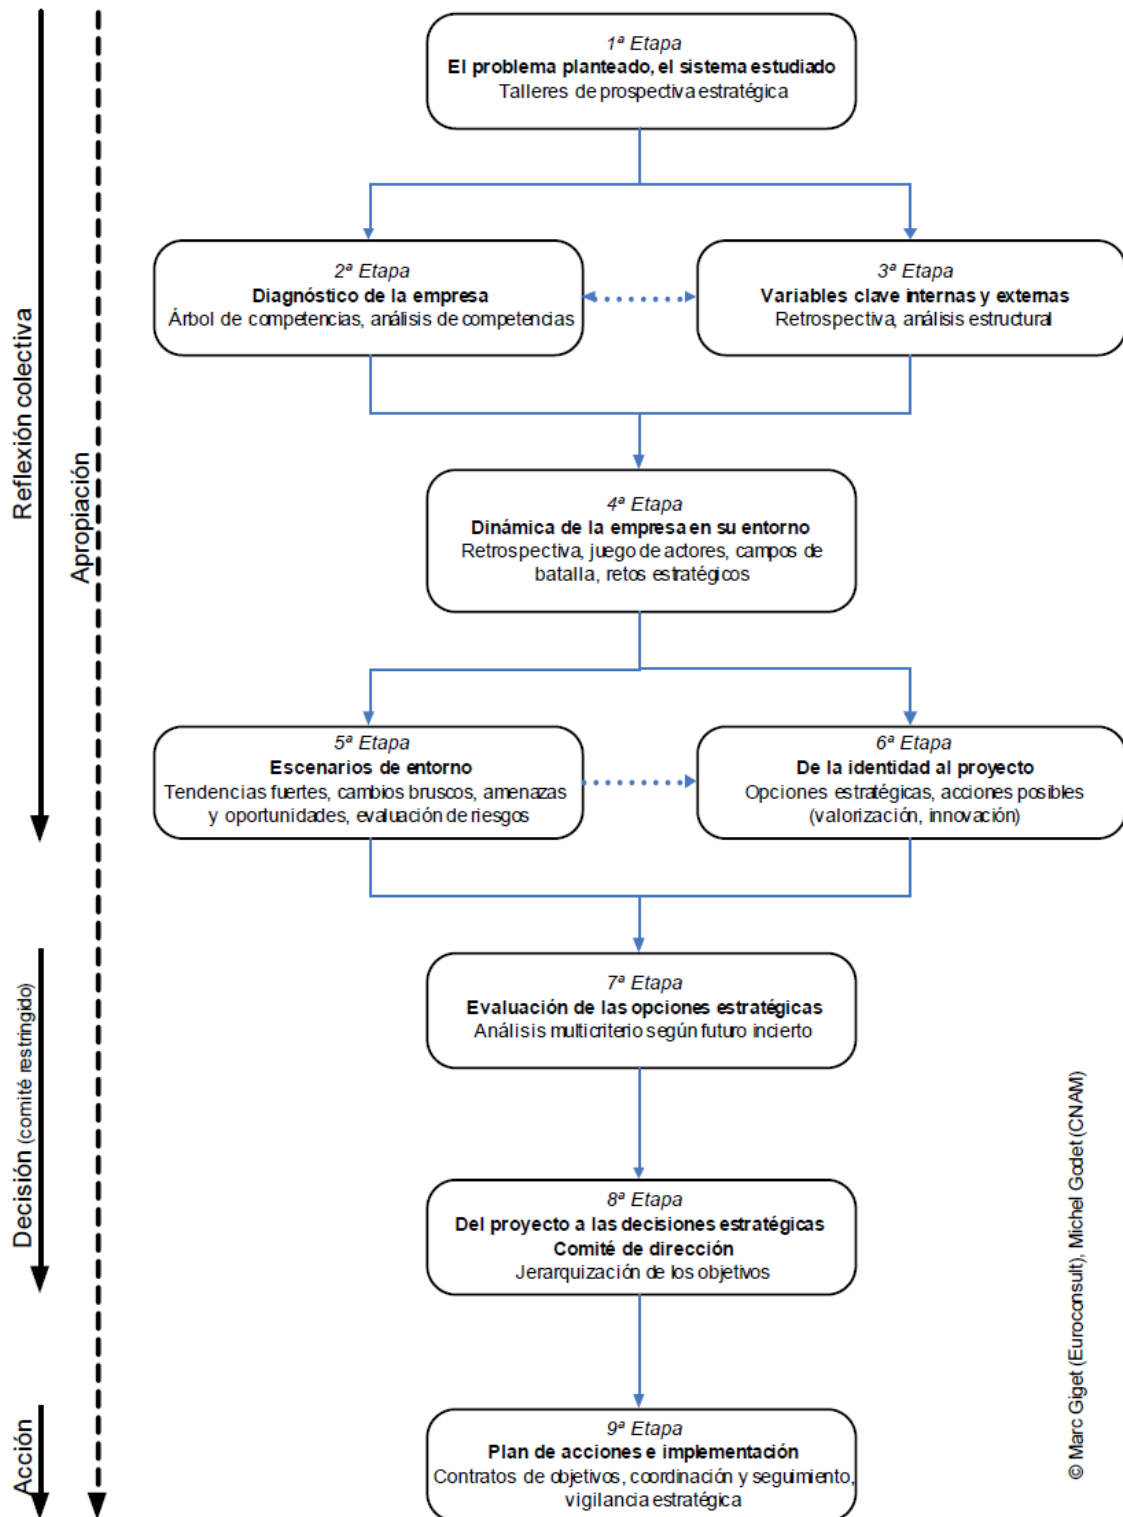 1ª Etapa
El problema planteado, el sistema estudiado
Talleres de prospectiva estratégica
2ª Etapa
Diagnóstico de la empresa
Árbol de competencias, análisis de competencias
3ª Etapa
Variables clave internas y externas
Retrospectiva, análisis estructural
4ª Etapa
Dinámica de la empresa en su entorno
Retrospectiva, juego de actores, campos de
batalla, retos estratégicos
5ª Etapa
Escenarios de entorno
Tendencias fuertes, cambios bruscos, amenazas
y oportunidades, evaluación de riesgos
6ª Etapa
De la identidad al proyecto
Opciones estratégicas, acciones posibles
(valorización, innovación)
7ª Etapa
Evaluación de las opciones estratégicas
Análisis multicriterio según futuro incierto
8ª Etapa
Del proyecto a las decisiones estratégicas
Comité de dirección
Jerarquización de los objetivos
9ª Etapa
Plan de acciones e implementación
Contratos de objetivos, coordinación y seguimiento,
vigilancia estratégica
Reflexión colectiva
Apropiación
Decisión (comité restringido)
Acción
© Marc Giget (Euroconsult), Michel Godet (CNAM)